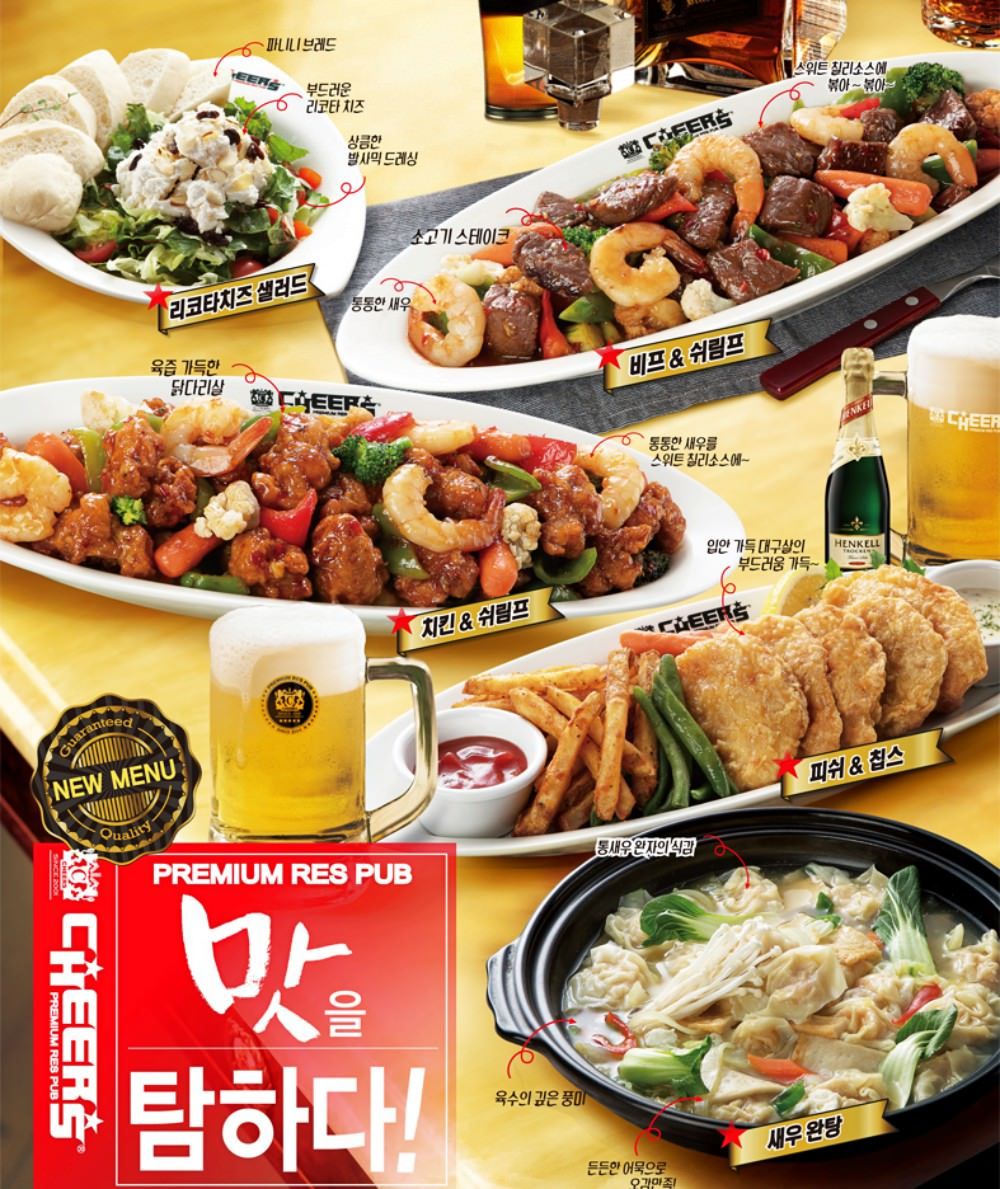 파니니 브레드
부드러운
리코타 치즈
상큼한
발사믹 드레싱
CHEERS
리코타치즈 샐러드
스위트 칠리소스에
볶아~볶아~
CHEERS
소고기 스테이크
통통한 새우
비프 & 쉬림프
육즙 가득한
닭다리살
CHEERS
통통한 새우를
스위트 칠리소스에~
치킨 & 쉬림프
HENKELL
TROCKEN
CHEERS
입안 가득 대구살의
부드러움 가득~
CHEERS
피쉬 & 칩스
PREMIUM RES PUB
Guaranteed
NEW MENU
Quality
통새우 완자의 식감
육수의 깊은 풍미
든든한 어묵으로
오감만족!
새우 완탕
SINCE 2001
CHEERS
CHEERS®
PREMIUM RES PUB
PREMIUM RES PUB
맛을
탐하다!